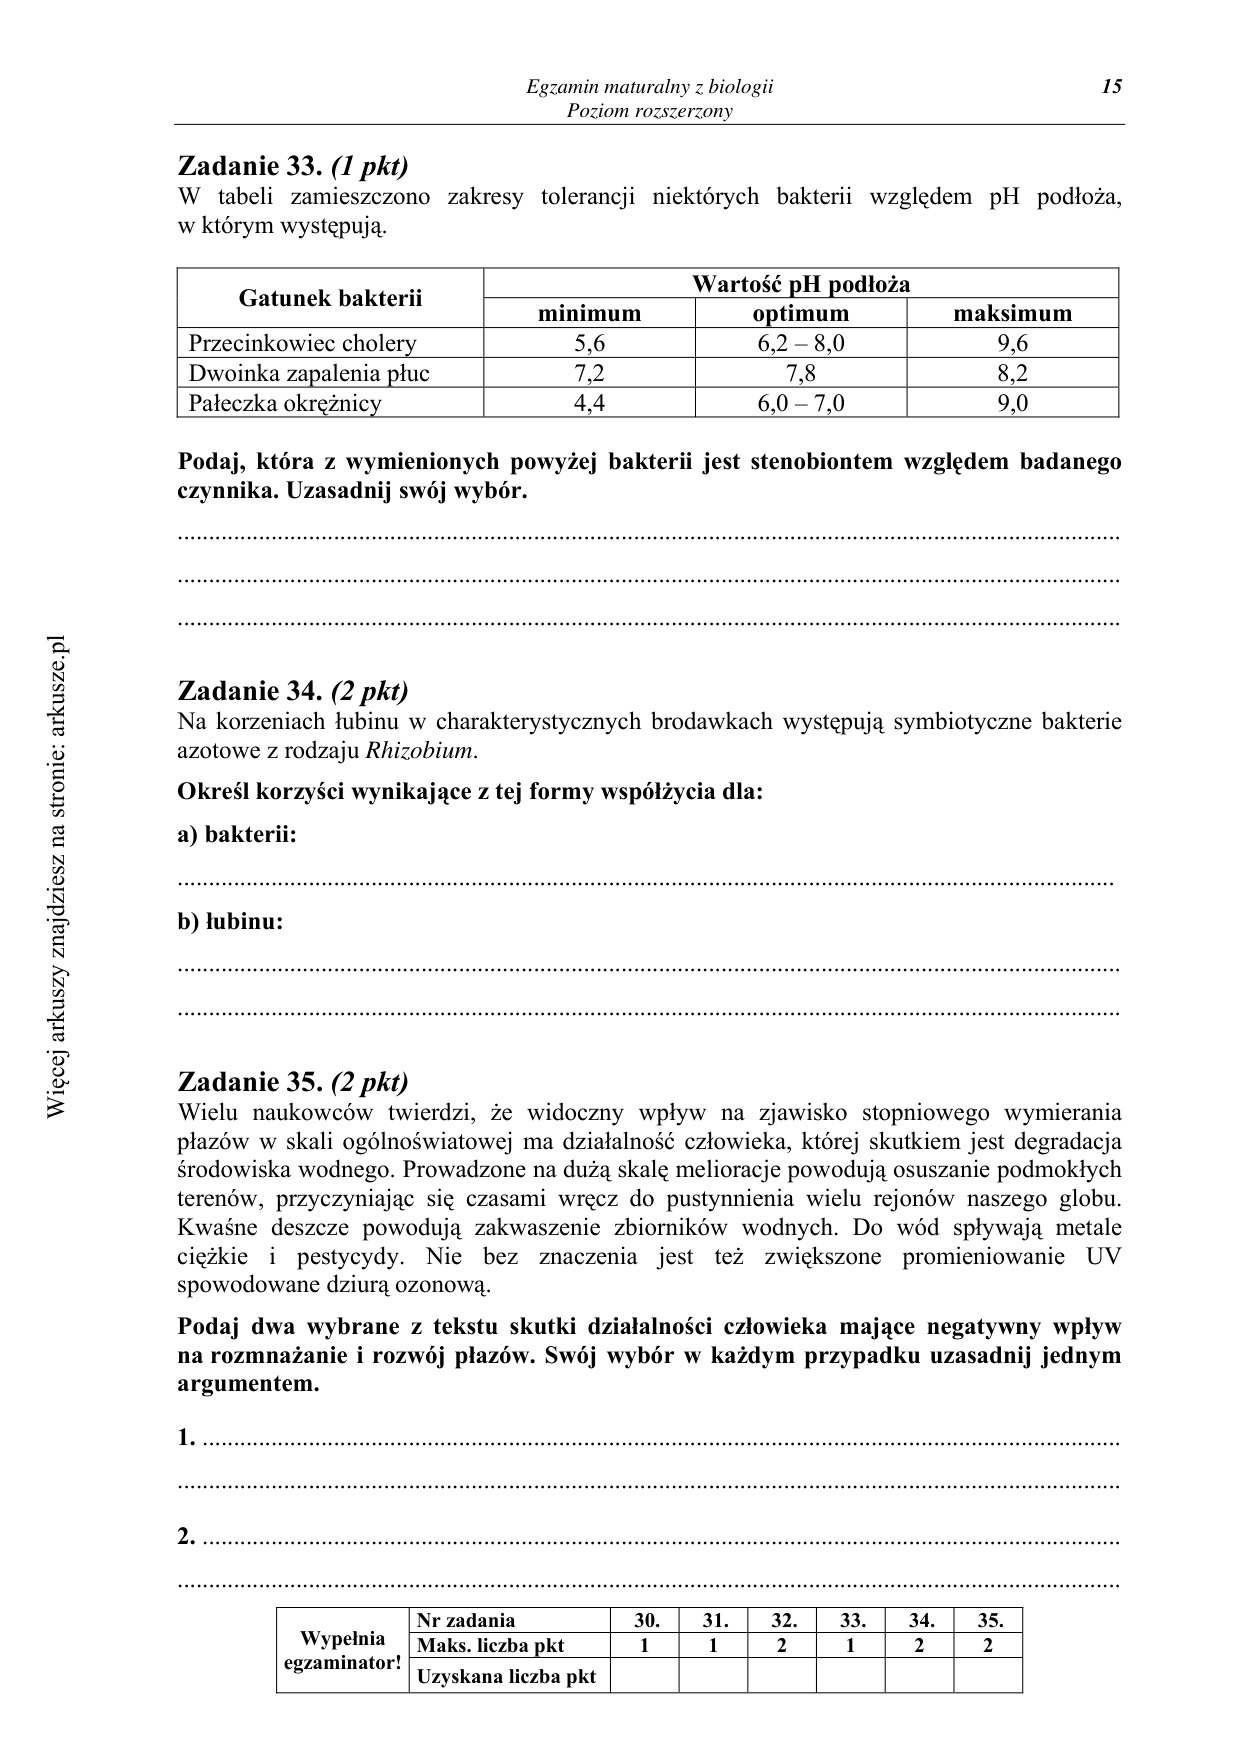 Egzamin maturalny z biologii
Poziom rozszerzony
15
Zadanie 33. (1 pkt)
W tabeli zamieszczono zakresy tolerancji niektórych bakterii względem pH podłoża,
w którym występują.
Gatunek bakterii
Wartość pH podłoża
minimum optimum maksimum
Przecinkowiec cholery 5,6 6,2 – 8,0 9,6
Dwoinka zapalenia płuc 7,2 7,8 8,2
Pałeczka okrężnicy 4,4 6,0 – 7,0 9,0
Podaj, która z wymienionych powyżej bakterii jest stenobiontem względem badanego
czynnika. Uzasadnij swój wybór.
Zadanie 34. (2 pkt)
Na korzeniach łubinu w charakterystycznych brodawkach występują symbiotyczne bakterie
azotowe z rodzaju Rhizobium.
Określ korzyści wynikające z tej formy współżycia dla:
a) bakterii:
b) łubinu:
Zadanie 35. (2 pkt)
Wielu naukowców twierdzi, że widoczny wpływ na zjawisko stopniowego wymierania
płazów w skali ogólnoświatowej ma działalność człowieka, której skutkiem jest degradacja
środowiska wodnego. Prowadzone na dużą skalę melioracje powodują osuszanie podmokłych
terenów, przyczyniając się czasami wręcz do pustynnienia wielu rejonów naszego globu.
Kwaśne deszcze powodują zakwaszenie zbiorników wodnych. Do wód spływają metale
ciężkie i pestycydy. Nie bez znaczenia jest też zwiększone promieniowanie UV
spowodowane dziurą ozonową.
Podaj dwa wybrane z tekstu skutki działalności człowieka mające negatywny wpływ
na rozmnażanie i rozwój płazów. Swój wybór w każdym przypadku uzasadnij jednym
argumentem.
1.
2.
Wypełnia
egzaminator!
Nr zadania 30. 31. 32. 33. 34. 35.
Maks. liczba pkt 1 1 2 1 2 2
Uzyskana liczba pkt
Więcej arkuszy znajdziesz na stronie: arkusze.pl